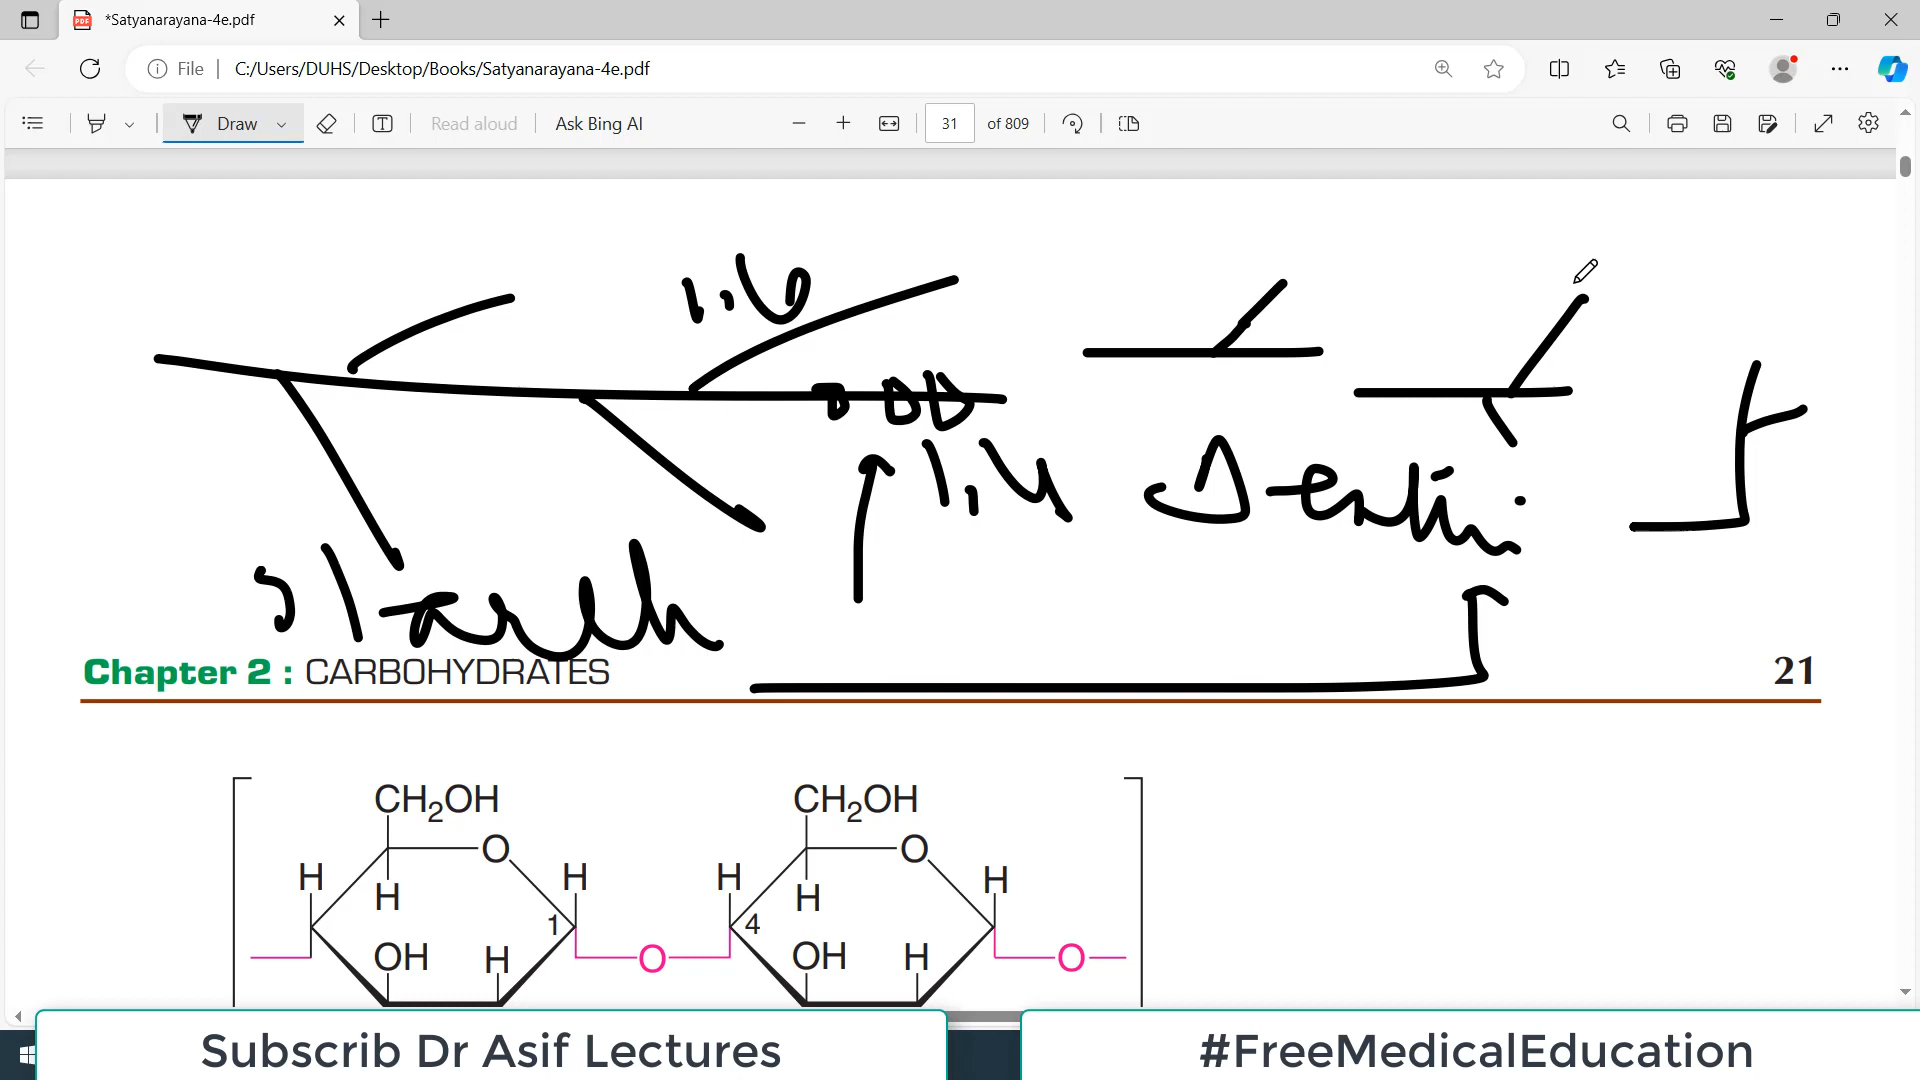 *Satyanarayana-4e.pdf
File C:/Users/DUHS/Desktop/Books/Satyanarayana-4e.pdf
Draw Read aloud Ask Bing AI 31 of 809
1,6
1,4
Starch
Chapter 2 : CARBOHYDRATES 21
CH2OH CH2OH
O O
H H H H
H H
1 4
OH H O OH H O
Subscrib Dr Asif Lectures #FreeMedicalEducation